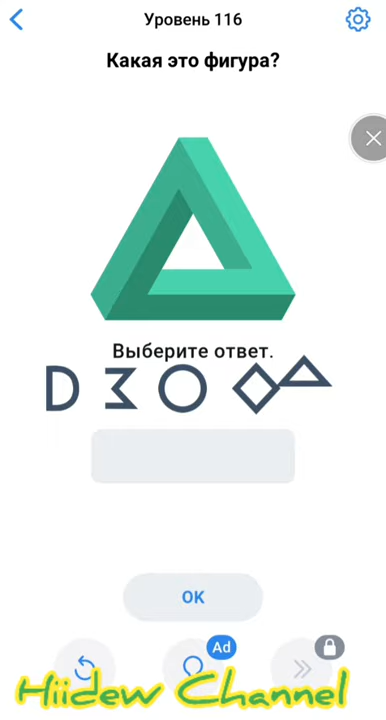 Уровень 116
Какая это фигура?
Выберите ответ.
OK
Ad
Hiidew Channel